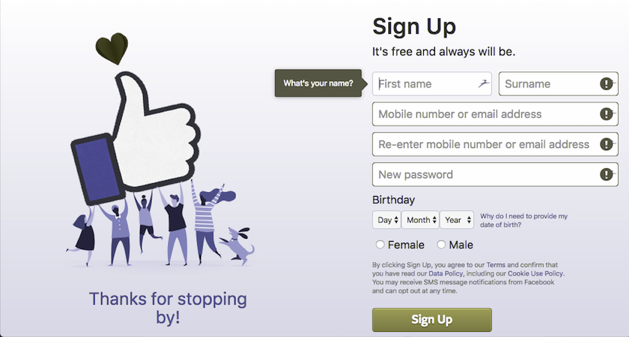 Sign Up
It's free and always will be.
What's your name?
First name
Surname
Mobile number or email address
Re-enter mobile number or email address
New password
Birthday
Day Month Year
Why do I need to provide my
date of birth?
Female Male
By clicking Sign Up, you agree to our Terms and confirm that
you have read our Data Policy, including our Cookie Use Policy.
You may receive SMS message notifications from Facebook
and can opt out at any time.
Sign Up
Thanks for stopping
by!